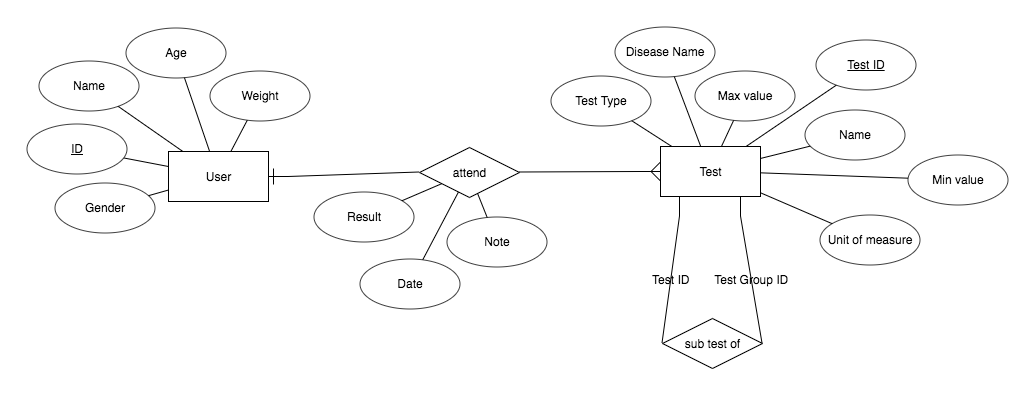 Age
Name
Weight
ID
User
Gender
attend
Result
Note
Date
Disease Name
Test ID
Test Type
Max value
Name
Test
Min value
Unit of measure
Test ID
Test Group ID
sub test of